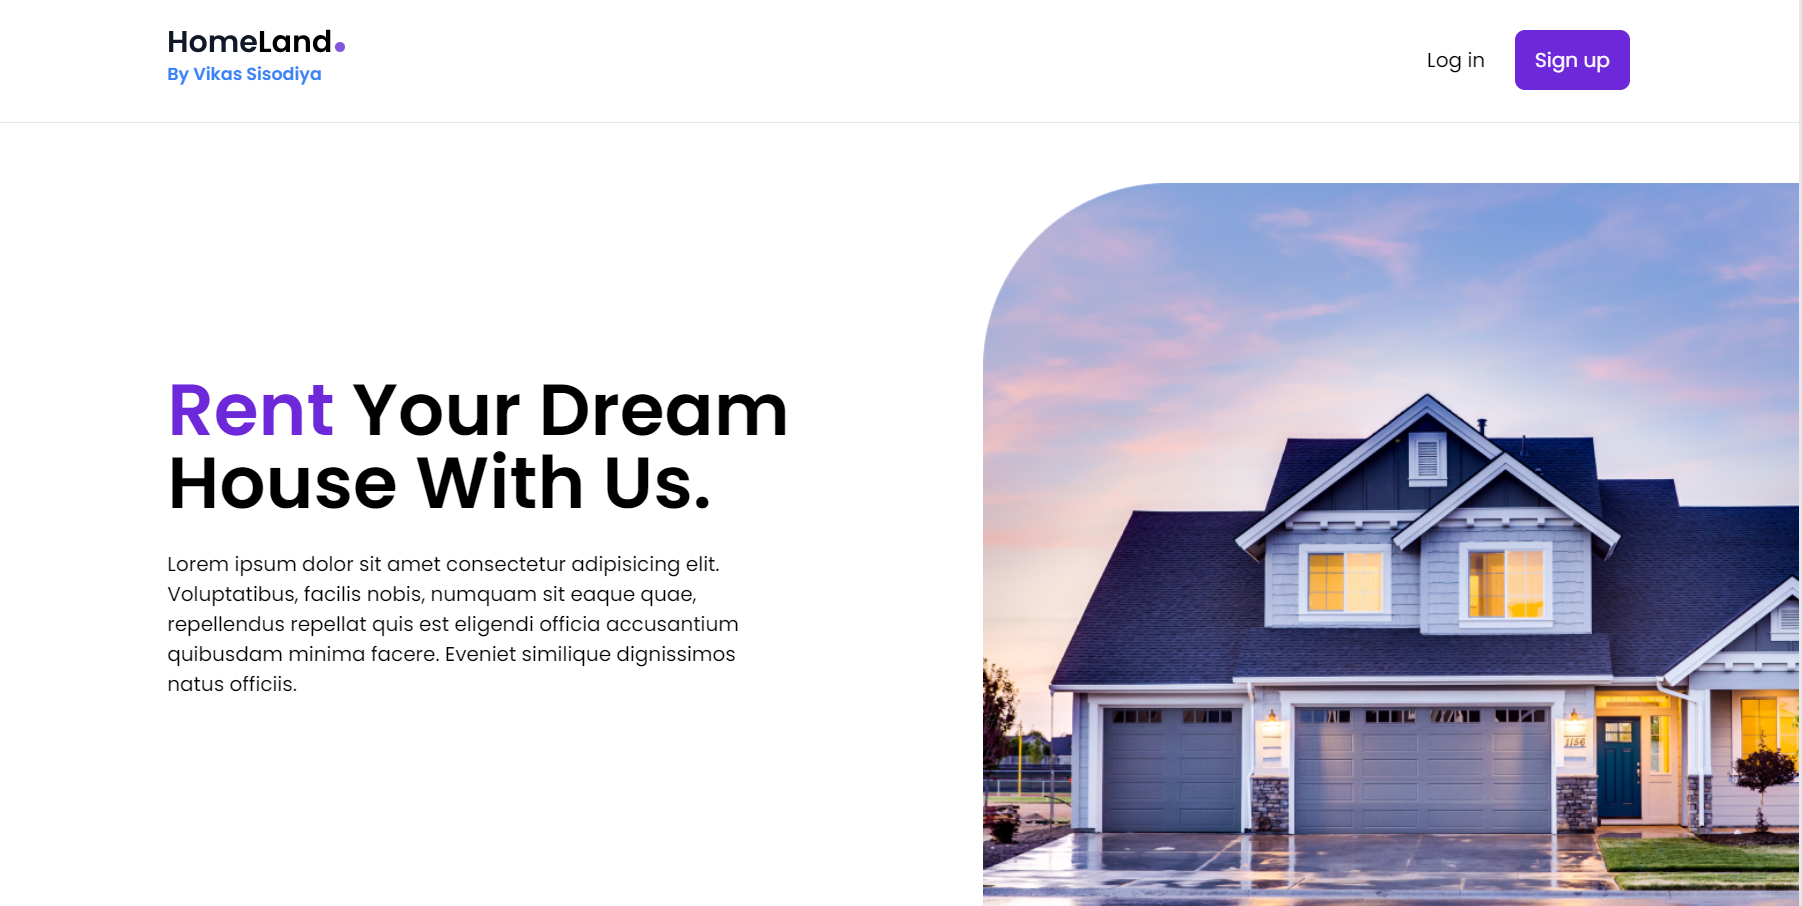 HomeLand
By Vikas Sisodiya
Log in
Sign up
Rent Your Dream
House With Us.
Lorem ipsum dolor sit amet consectetur adipisicing elit.
Voluptatibus, facilis nobis, numquam sit eaque quae,
repellendus repellat quis est eligendi officia accusantium
quibusdam minima facere. Eveniet similique dignissimos
natus officiis.
1156